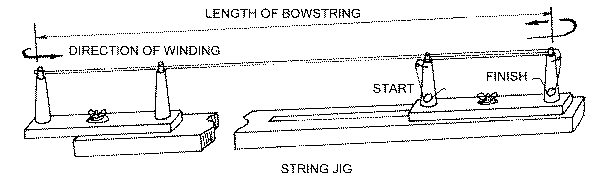 LENGTH OF BOWSTRING
DIRECTION OF WINDING
START
FINISH
STRING JIG